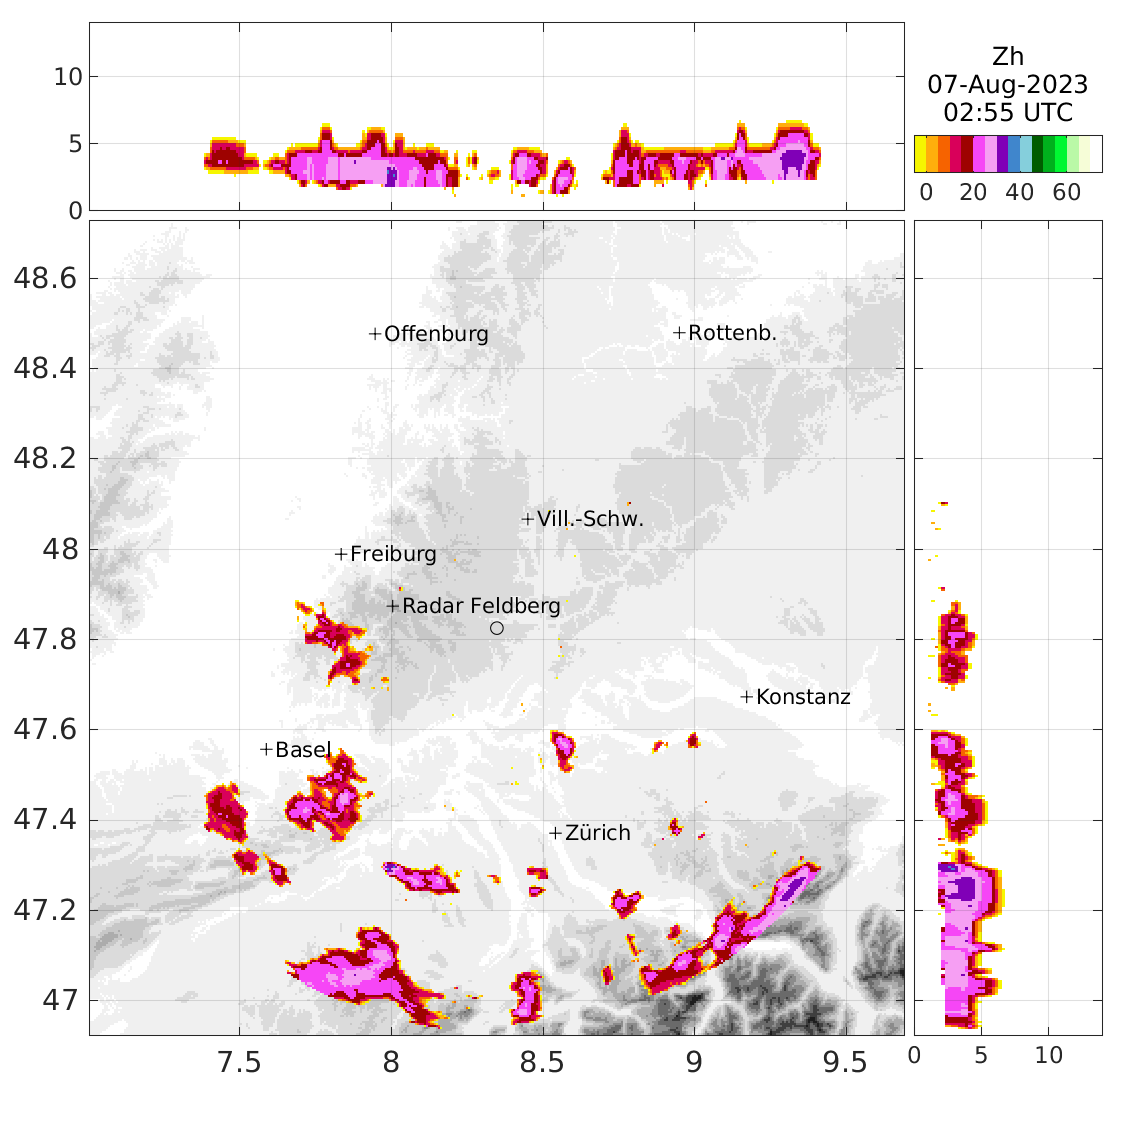 10
5
0
Zh
07-Aug-2023
02:55 UTC
0 20 40 60
48.6
48.4
48.2
48
47.8
47.6
47.4
47.2
47
+Offenburg
+Rottenb.
+Vill.-Schw.
+Freiburg
+Radar Feldberg
+Konstanz
+Basel
+Zürich
7.5 8 8.5 9 9.5
0 5 10